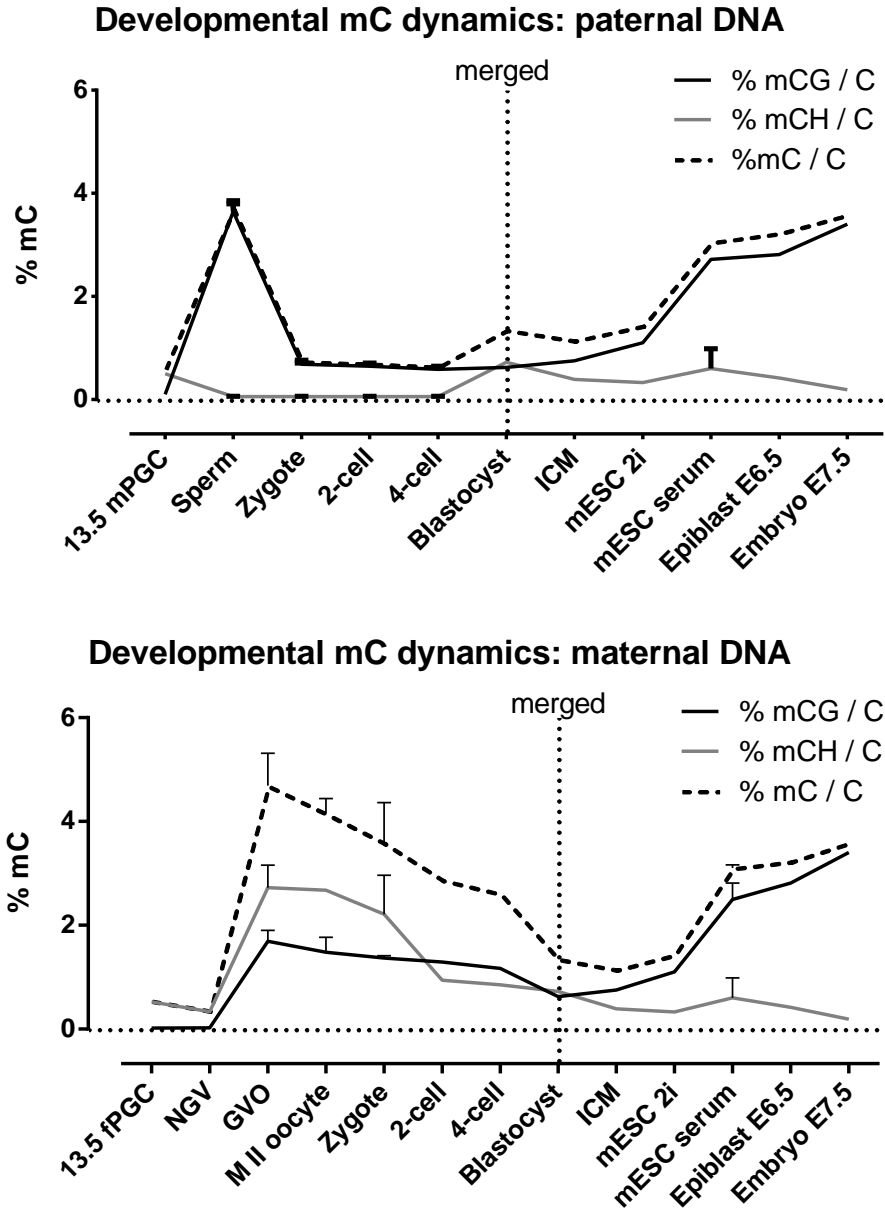 Developmental mC dynamics: paternal DNA
merged
% mCG / C
% mCH / C
%mC / C
% mC
6
4
2
0
13.5 mPGC
Sperm
Zygote
2-cell
4-cell
Blastocyst
ICM
mESC 2i
mESC serum
Epiblast E6.5
Embryo E7.5
Developmental mC dynamics: maternal DNA
merged
% mCG / C
% mCH / C
% mC / C
% mC
6
4
2
0
13.5 fPGC
NGV
GVO
M II oocyte
Zygote
2-cell
4-cell
Blastocyst
ICM
mESC 2i
mESC serum
Epiblast E6.5
Embryo E7.5